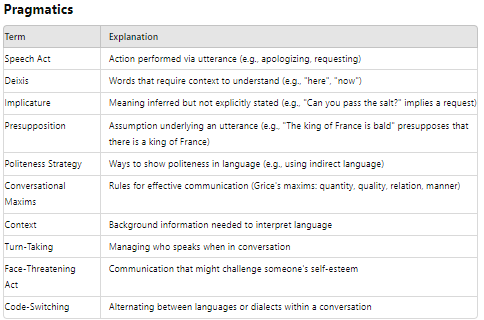 Pragmatics
Term Explanation
Speech Act Action performed via utterance (e.g., apologizing, requesting)
Deixis Words that require context to understand (e.g., "here", "now")
Implicature Meaning inferred but not explicitly stated (e.g., "Can you pass the salt?" implies a request)
Presupposition Assumption underlying an utterance (e.g., "The king of France is bald" presupposes that
there is a king of France)
Politeness Strategy Ways to show politeness in language (e.g., using indirect language)
Conversational Rules for effective communication (Grice's maxims: quantity, quality, relation, manner)
Maxims
Context Background information needed to interpret language
Turn-Taking Managing who speaks when in conversation
Face-Threatening Communication that might challenge someone's self-esteem
Act
Code-Switching Alternating between languages or dialects within a conversation